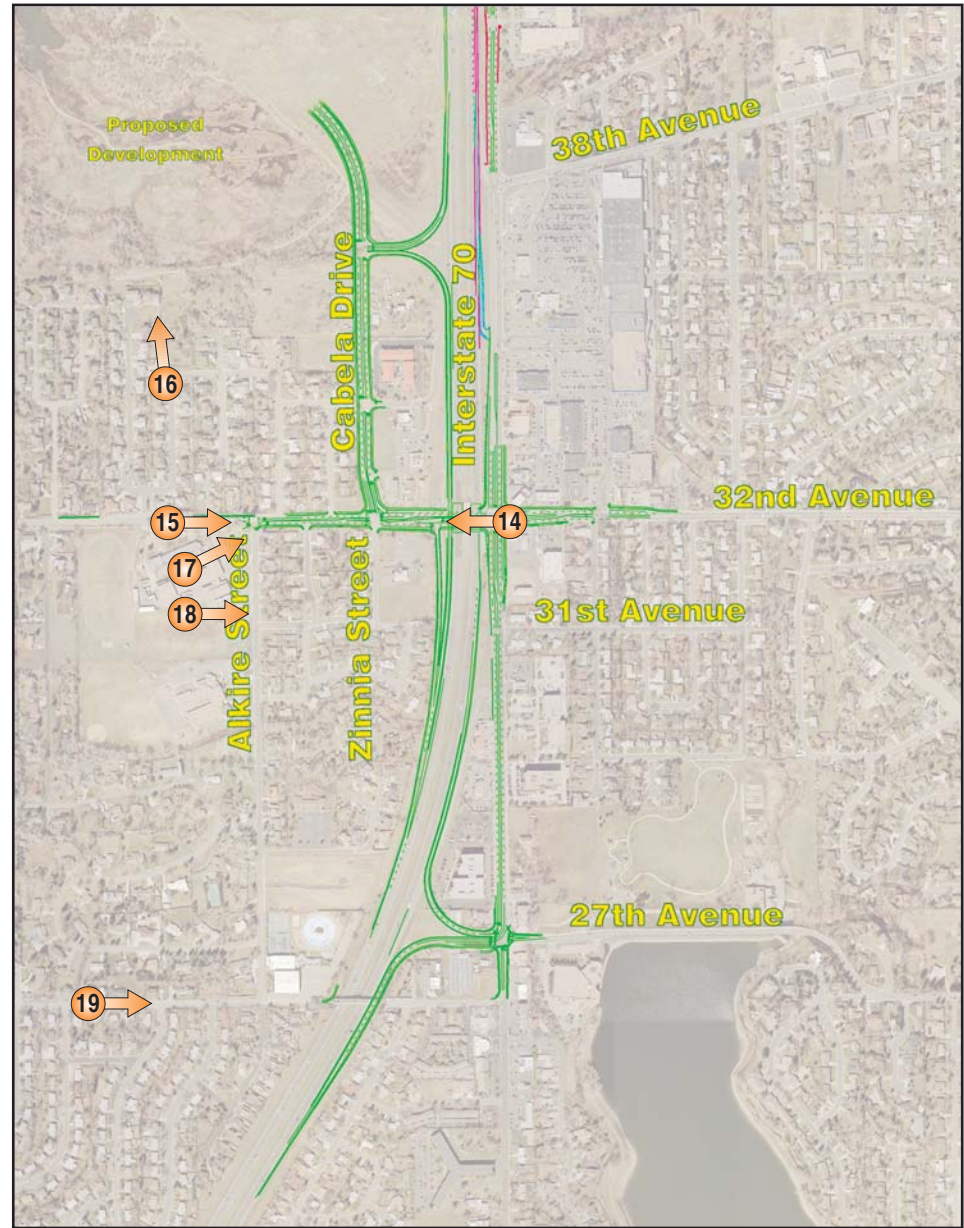 38th Avenue
Proposed
Development
Cabela Drive
Interstate 70
16
32nd Avenue
15
14
17
18
31st Avenue
Alkire Street
Zinnia Street
27th Avenue
19